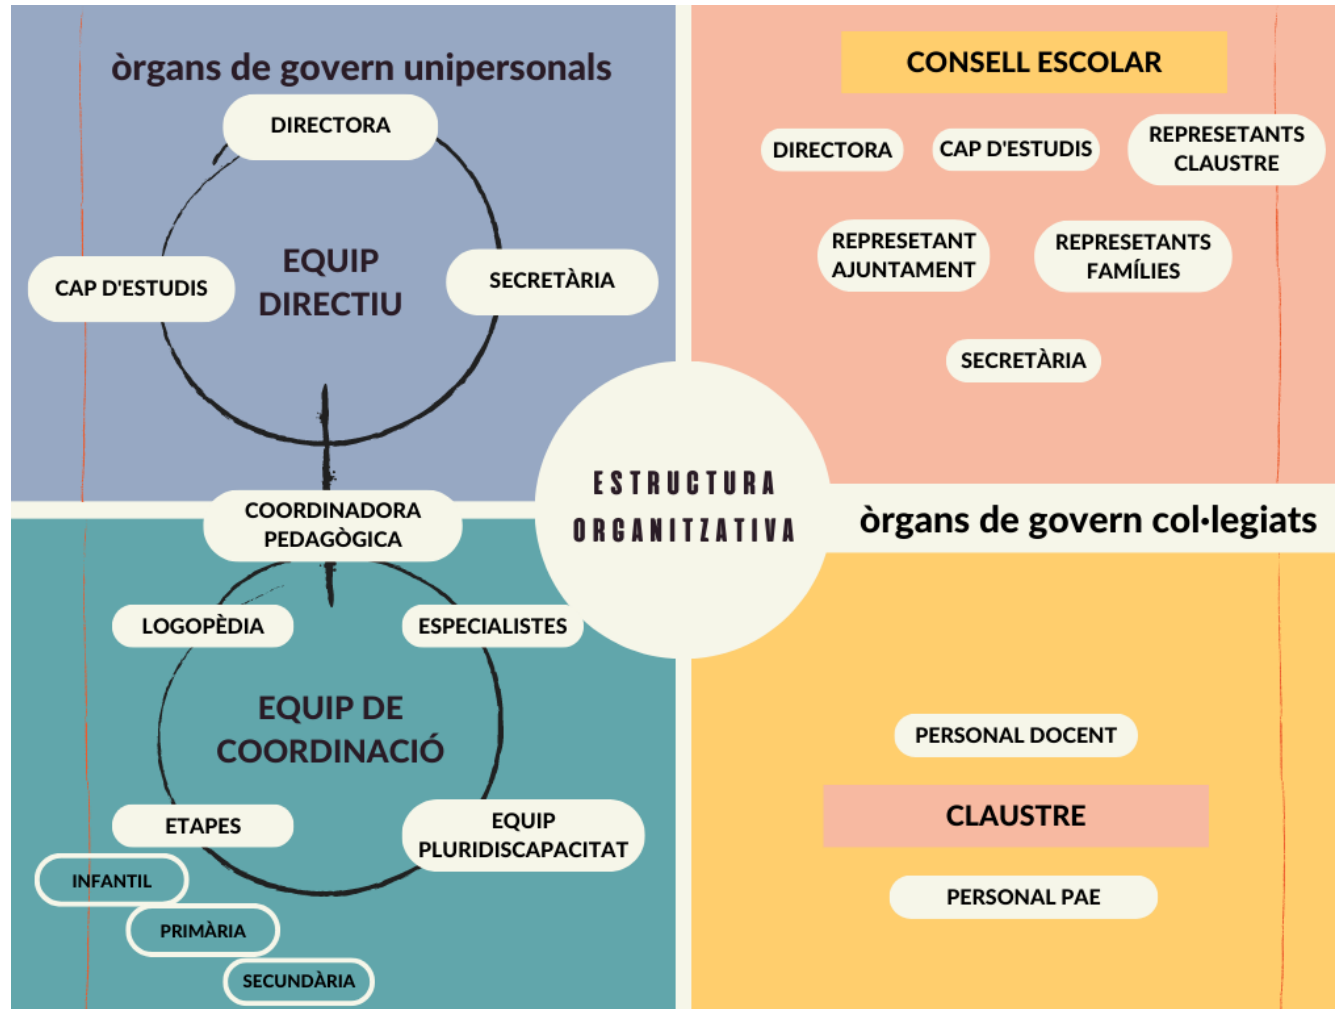 òrgans de govern unipersonals
DIRECTORA
EQUIP
DIRECTIU
CAP D'ESTUDIS
SECRETÀRIA
CONSELL ESCOLAR
DIRECTORA
CAP D'ESTUDIS
REPRESETANTS
CLAUSTRE
REPRESETANT
AJUNTAMENT
REPRESETANTS
FAMÍLIES
SECRETÀRIA
ESTRUCTURA
ORGANITZATIVA
òrgans de govern col·legiats
COORDINADORA
PEDAGÒGICA
LOGOPÈDIA
ESPECIALISTES
EQUIP DE
COORDINACIÓ
ETAPES
EQUIP
PLURIDISCAPACITAT
INFANTIL
PRIMÀRIA
SECUNDÀRIA
PERSONAL DOCENT
CLAUSTRE
PERSONAL PAE